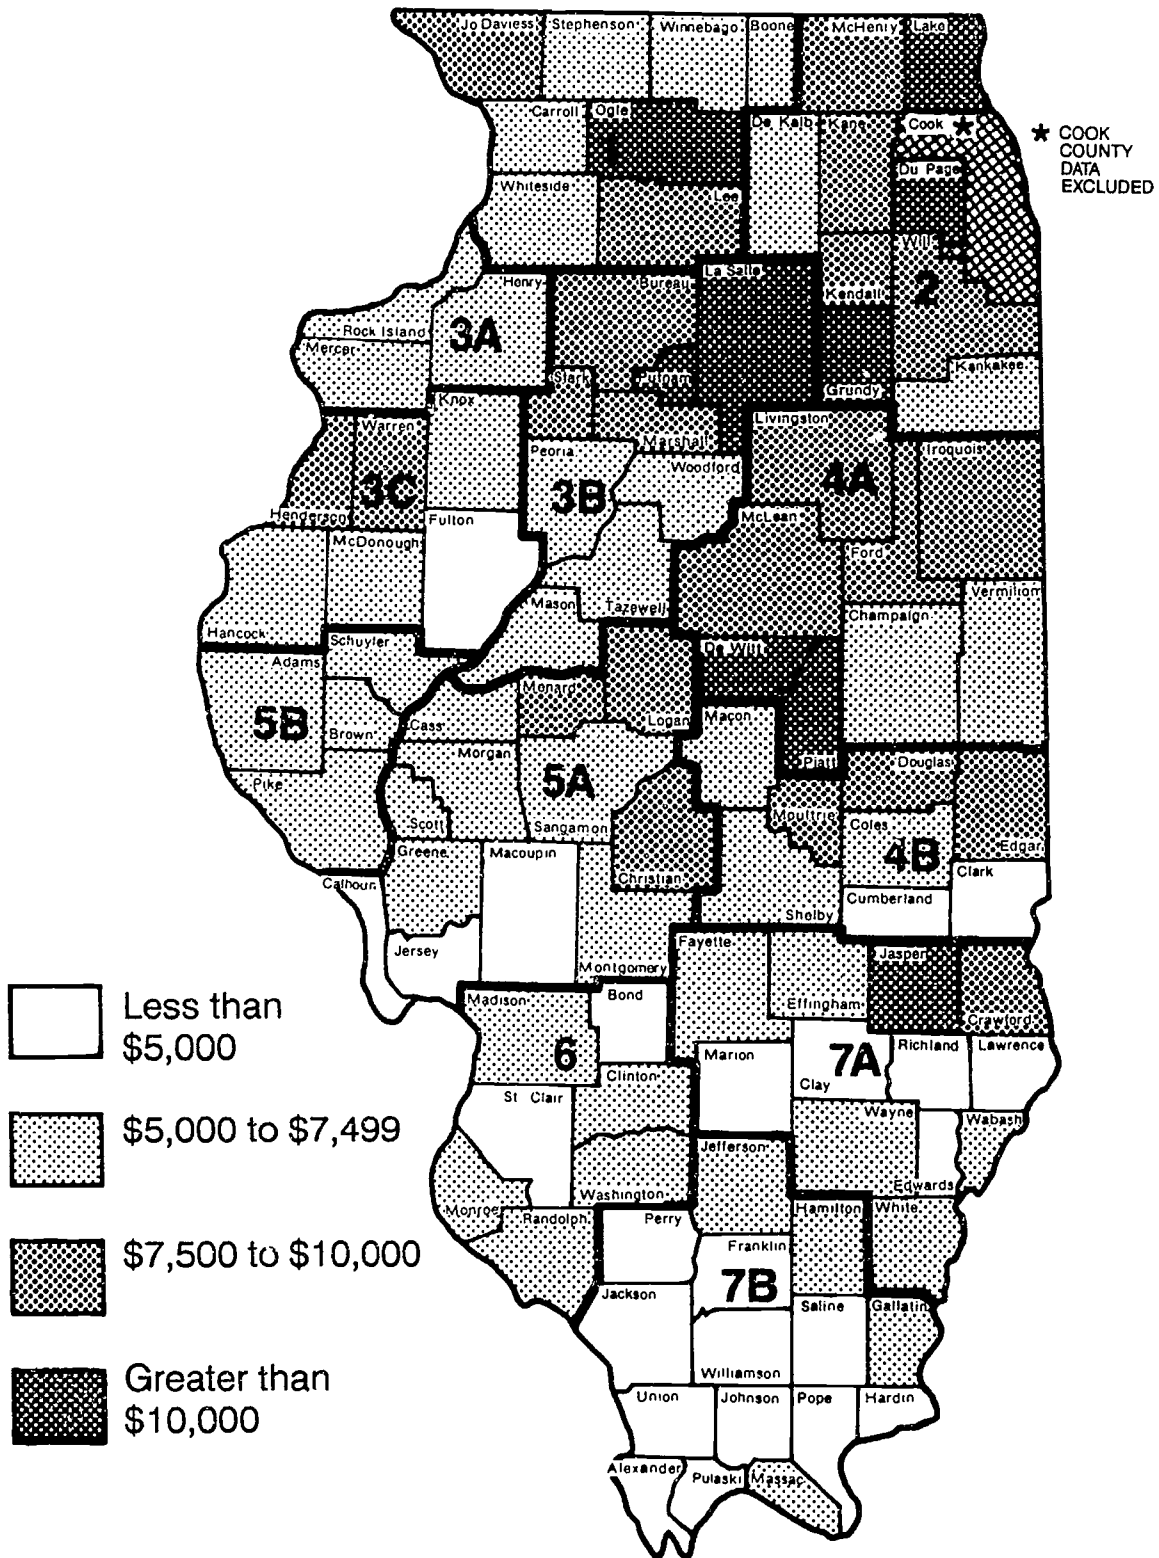 Jo Daviess Stephenson Winnebago Boone McHenry Lake
Carroll Ogle De Kalb Kane Cook ★
★ COOK
COUNTY
DATA
EXCLUDED
1
Du Page
Whiteside Lee
Will
2
La Salle
Henry Bureau Kendall
Rock Island
3A
Mercer
Kankakee
Stark Putnam Grundy
Knox
Warren Livingston
Marshall Iroquois
Peoria Woodford
3C 3B 4A
Henderson Fulton McLean
McDonough Ford
Vermilion
Mason Tazewell Champaign
Hancock Schuyler
De Witt
Adams
Menard
5B Cass Logan Macon
Brown
Morgan Piatt Douglas
Pike 5A
Scott Sangamon Moultrie Coles
4B
Greene Macoupin Edgar
Christian Clark
Calhoun
Cumberland
Shelby
Jersey Fayette Jasper
Montgomery
Less than
$5,000
Madison Bond Effingham
Crawford
6 Marion 7A Richland Lawrence
Clinton
Clay
St Clair
$5,000 to $7,499
Wayne Wabash
Jefferson
Washington Edwards
Monroe Randolph Perry Hamilton White
$7,500 to $10,000
Franklin
7B
Jackson Saline Gallatin
Williamson
Greater than
$10,000
Union Johnson Pope Hardin
Alexander Pulaski Massac